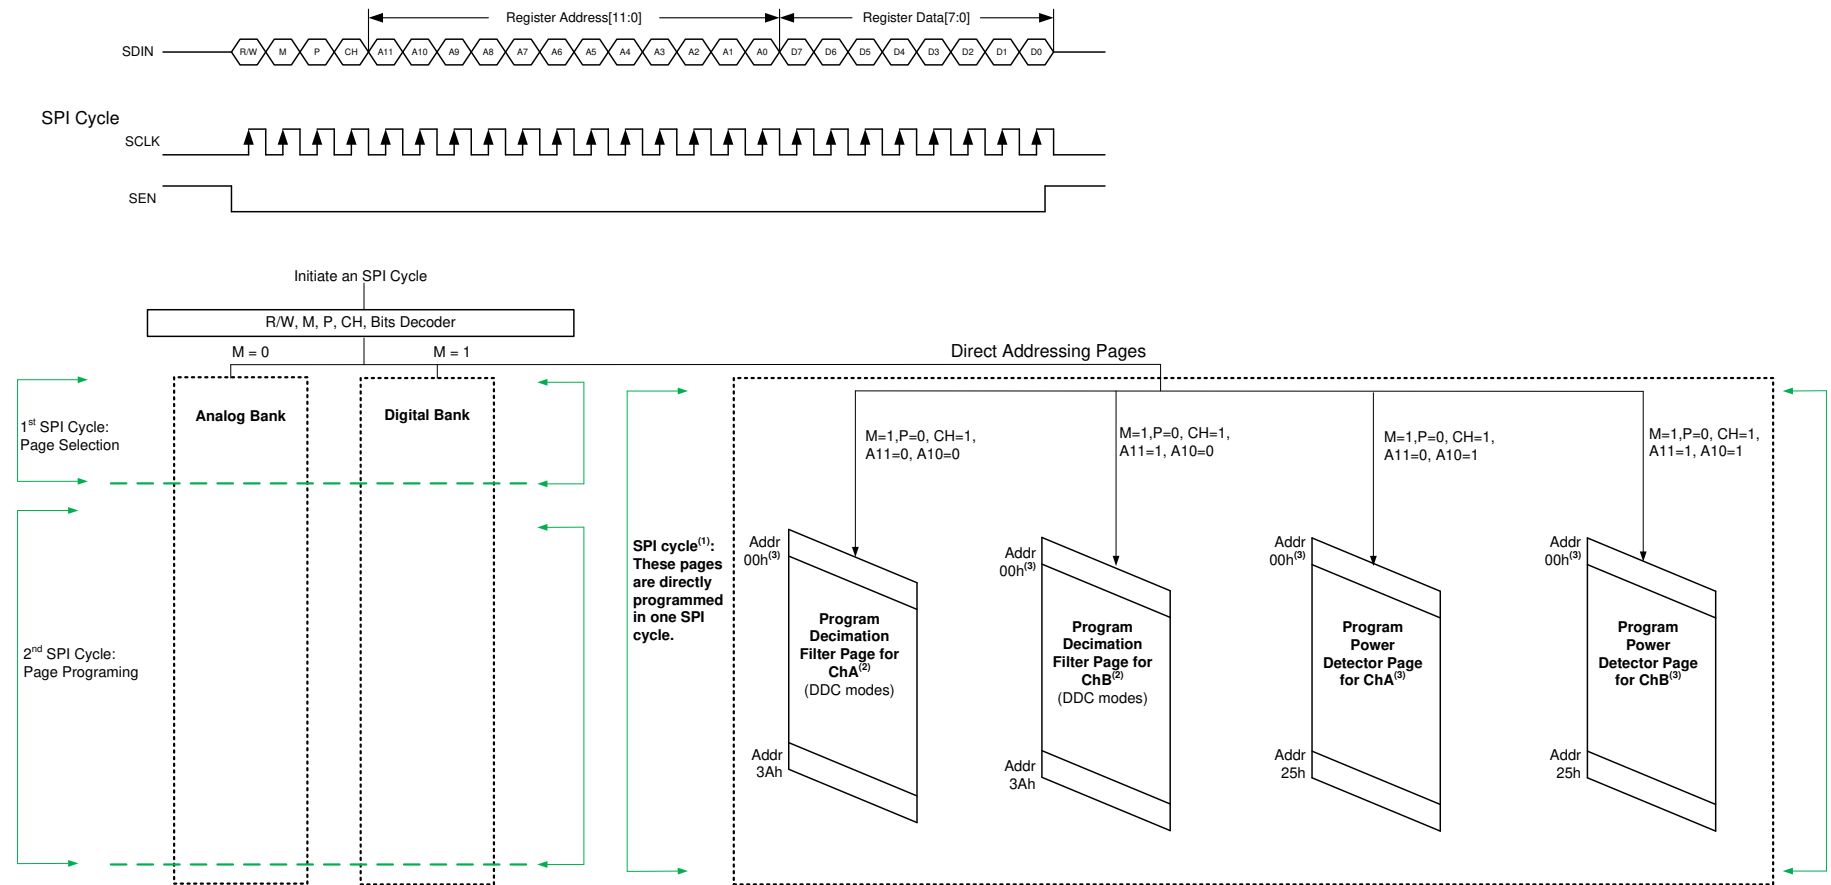 Register Address[11:0]
Register Data[7:0]
SDIN
R/W M P CH A11 A10 A9 A8 A7 A6 A5 A4 A3 A2 A1 A0 D7 D6 D5 D4 D3 D2 D1 D0
SPI Cycle
SCLK
SEN
Initiate an SPI Cycle
R/W, M, P, CH, Bits Decoder
M = 0
M = 1
Direct Addressing Pages
Analog Bank
Digital Bank
1st SPI Cycle:
Page Selection
2nd SPI Cycle:
Page Programing
SPI cycle(1):
These pages
are directly
programmed
in one SPI
cycle.
M=1,P=0, CH=1,
A11=0, A10=0
M=1,P=0, CH=1,
A11=1, A10=0
M=1,P=0, CH=1,
A11=0, A10=1
M=1,P=0, CH=1,
A11=1, A10=1
Addr
00h(3)
Program
Decimation
Filter Page for
ChA(2)
(DDC modes)
Addr
3Ah
Addr
00h(3)
Program
Decimation
Filter Page for
ChB(2)
(DDC modes)
Addr
3Ah
Addr
00h(3)
Program
Power
Detector Page
for ChA(3)
Addr
25h
Addr
00h(3)
Program
Power
Detector Page
for ChB(3)
Addr
25h